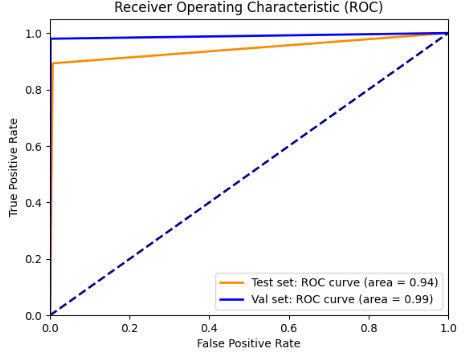 Receiver Operating Characteristic (ROC)
1.0
0.8
0.6
0.4
0.2
0.0
True Positive Rate
Test set: ROC curve (area = 0.94)
Val set: ROC curve (area = 0.99)
0.0 0.2 0.4 0.6 0.8 1.0
False Positive Rate